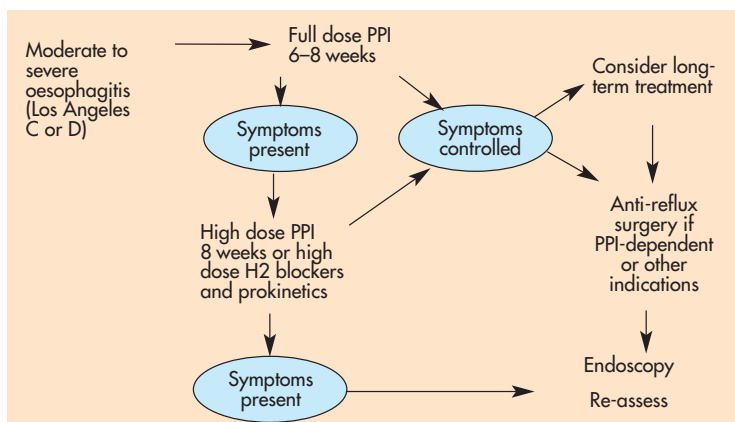 Moderate to
severe
oesophagitis
(Los Angeles
C or D)
Full dose PPI
6–8 weeks
Symptoms
present
Symptoms
controlled
Consider long-
term treatment
High dose PPI
8 weeks or high
dose H2 blockers
and prokinetics
Anti-reflux
surgery if
PPI-dependent
or other
indications
Symptoms
present
Endoscopy
Re-assess